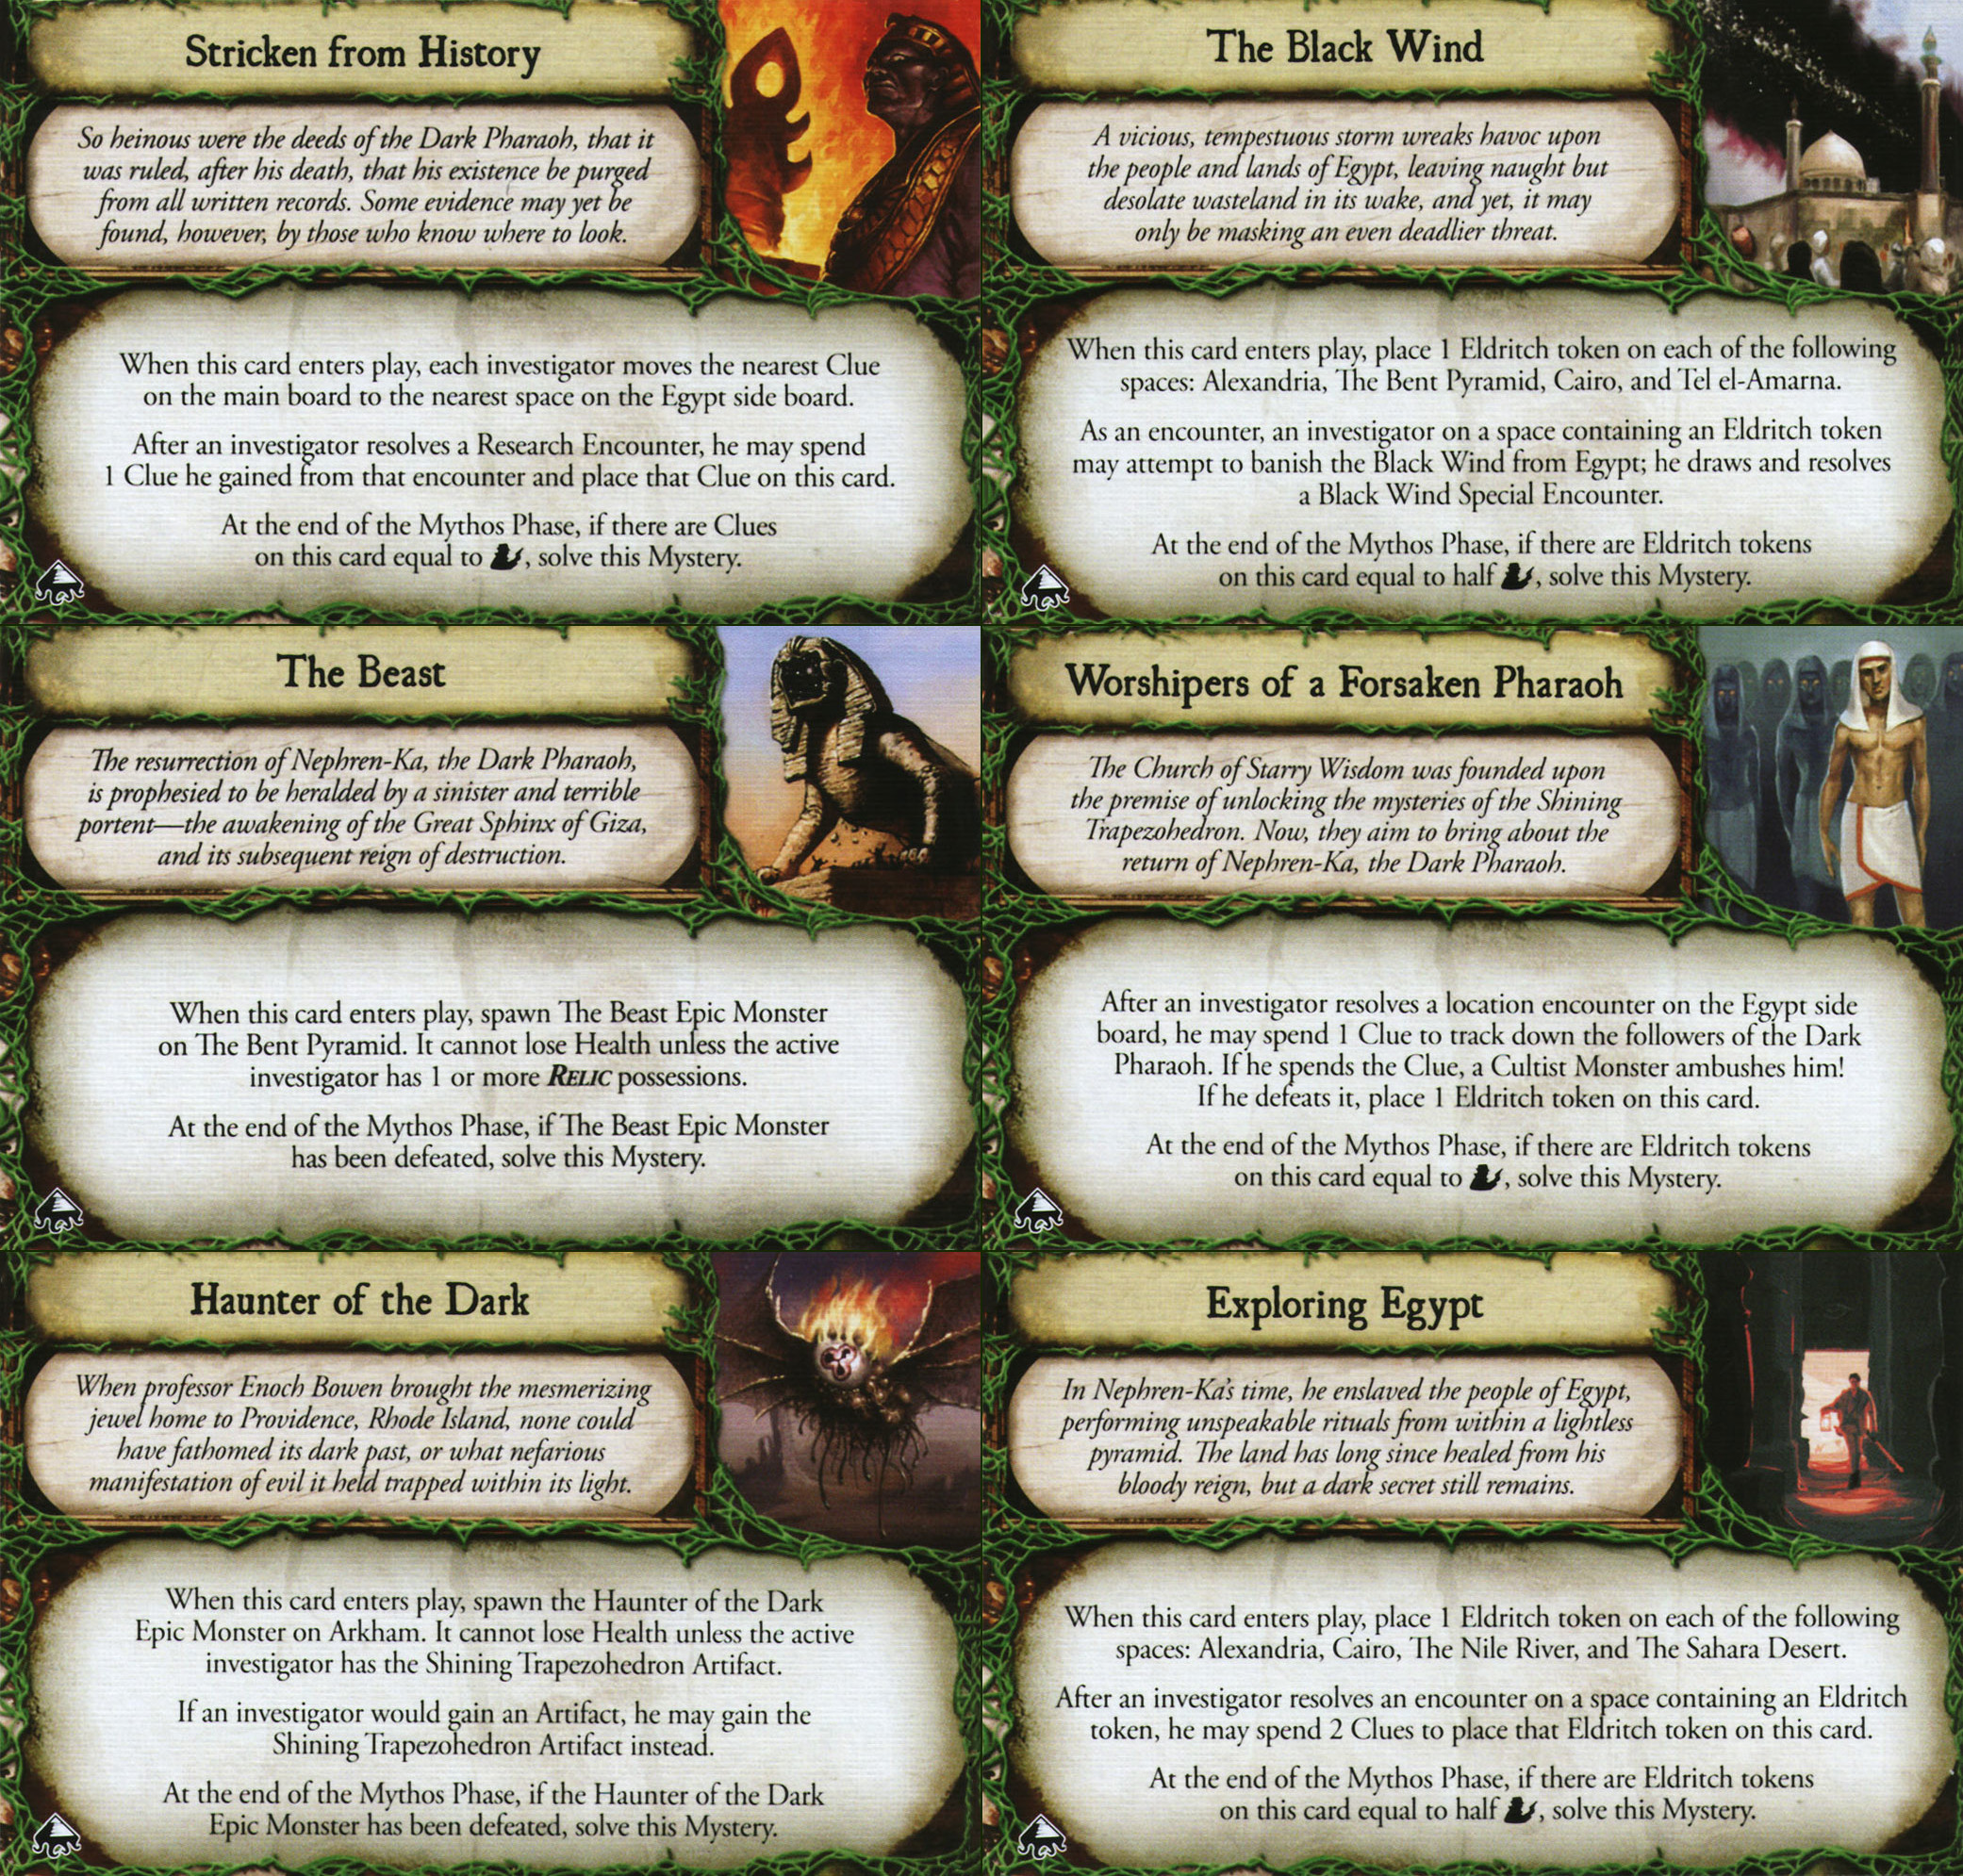 Stricken from History
So heinous were the deeds of the Dark Pharaoh, that it
was ruled, after his death, that his existence be purged
from all written records. Some evidence may yet be
found, however, by those who know where to look.
When this card enters play, each investigator moves the nearest Clue
on the main board to the nearest space on the Egypt side board.
After an investigator resolves a Research Encounter, he may spend
1 Clue he gained from that encounter and place that Clue on this card.
At the end of the Mythos Phase, if there are Clues
on this card equal to , solve this Mystery.
The Black Wind
A vicious, tempestuous storm wreaks havoc upon
the people and lands of Egypt, leaving naught but
desolate wasteland in its wake, and yet, it may
only be masking an even deadlier threat.
When this card enters play, place 1 Eldritch token on each of the following
spaces: Alexandria, The Bent Pyramid, Cairo, and Tel el-Amarna.
As an encounter, an investigator on a space containing an Eldritch token
may attempt to banish the Black Wind from Egypt; he draws and resolves
a Black Wind Special Encounter.
At the end of the Mythos Phase, if there are Eldritch tokens
on this card equal to half , solve this Mystery.
The Beast
The resurrection of Nephren-Ka, the Dark Pharaoh,
is prophesied to be heralded by a sinister and terrible
portent—the awakening of the Great Sphinx of Giza,
and its subsequent reign of destruction.
When this card enters play, spawn The Beast Epic Monster
on The Bent Pyramid. It cannot lose Health unless the active
investigator has 1 or more RELIC possessions.
At the end of the Mythos Phase, if The Beast Epic Monster
has been defeated, solve this Mystery.
Worshipers of a Forsaken Pharaoh
The Church of Starry Wisdom was founded upon
the premise of unlocking the mysteries of the Shining
Trapezohedron. Now, they aim to bring about the
return of Nephren-Ka, the Dark Pharaoh.
After an investigator resolves a location encounter on the Egypt side
board, he may spend 1 Clue to track down the followers of the Dark
Pharaoh. If he spends the Clue, a Cultist Monster ambushes him!
If he defeats it, place 1 Eldritch token on this card.
At the end of the Mythos Phase, if there are Eldritch tokens
on this card equal to , solve this Mystery.
Haunter of the Dark
When professor Enoch Bowen brought the mesmerizing
jewel home to Providence, Rhode Island, none could
have fathomed its dark past, or what nefarious
manifestation of evil it held trapped within its light.
When this card enters play, spawn the Haunter of the Dark
Epic Monster on Arkham. It cannot lose Health unless the active
investigator has the Shining Trapezohedron Artifact.
If an investigator would gain an Artifact, he may gain the
Shining Trapezohedron Artifact instead.
At the end of the Mythos Phase, if the Haunter of the Dark
Epic Monster has been defeated, solve this Mystery.
Exploring Egypt
In Nephren-Ka's time, he enslaved the people of Egypt,
performing unspeakable rituals from within a lightless
pyramid. The land has long since healed from his
bloody reign, but a dark secret still remains.
When this card enters play, place 1 Eldritch token on each of the following
spaces: Alexandria, Cairo, The Nile River, and The Sahara Desert.
After an investigator resolves an encounter on a space containing an Eldritch
token, he may spend 2 Clues to place that Eldritch token on this card.
At the end of the Mythos Phase, if there are Eldritch tokens
on this card equal to half , solve this Mystery.